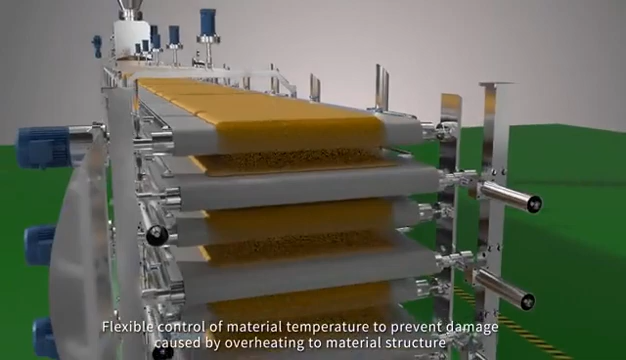 Flexible control of material temperature to prevent damage
caused by overheating to material structure